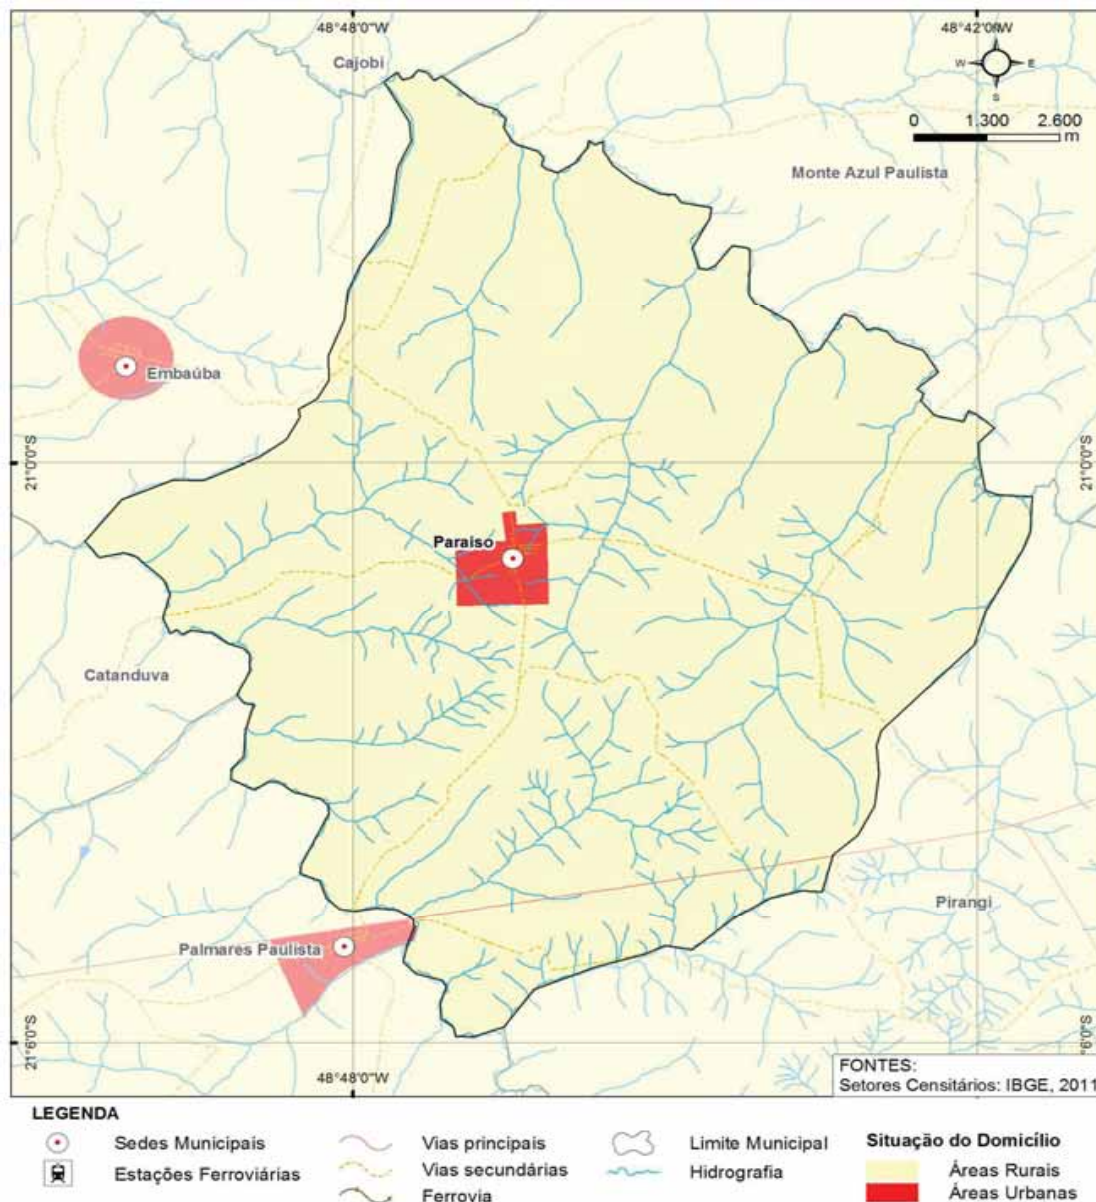 48°48'0"W
48°42'0"W
Cajobi
N
W E
S
0 1.300 2.600
m
Monte Azul Paulista
Embaúba
21°0'0"S
21°0'0"S
Paraiso
Catanduva
Pirangi
Palmares Paulista
21°6'0"S
°6'0"S
48°48'0"W
FONTES:
Setores Censitários: IBGE, 2011
LEGENDA
Sedes Municipais
Estações Ferroviárias
Vias principais
Vias secundárias
Ferrovia
Limite Municipal
Hidrografia
Situação do Domicílio
Áreas Rurais
Áreas Urbanas